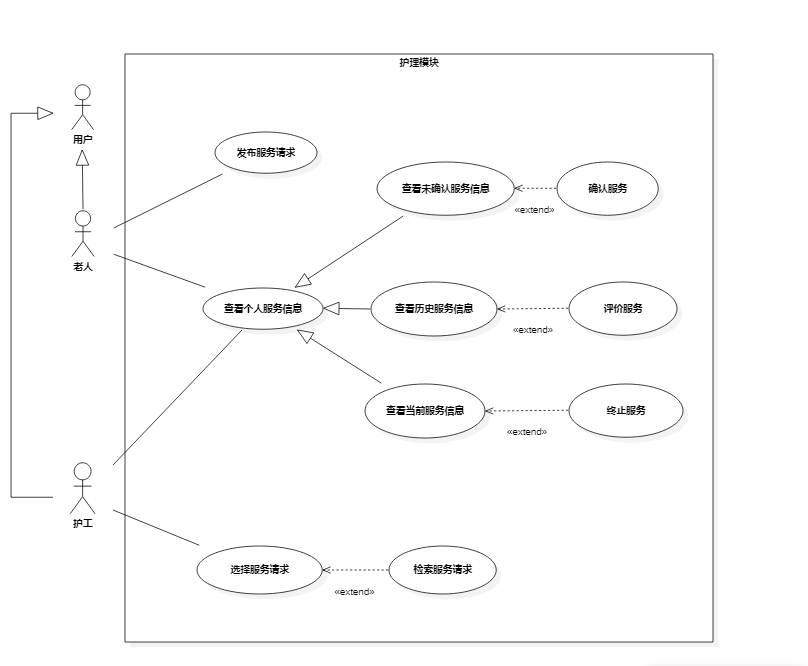 护理模块
用户
发布服务请求
查看未确认服务信息
确认服务
«extend»
老人
查看个人服务信息
查看历史服务信息
评价服务
«extend»
查看当前服务信息
终止服务
«extend»
护工
选择服务请求
检索服务请求
«extend»